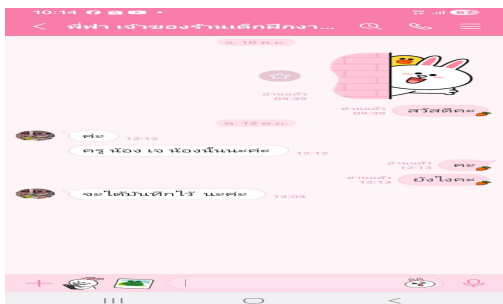 10:14
< พี่ฟ้า เจ้าของร้านเด็กฝึกงา...
จ. 10 พ.ย.
อ่านแล้ว
09:39
อ่านแล้ว
09:39
สวัสดีคะ
พ. 12 พ.ย.
ค่ะ
12:12
ครู น้อง เจ น้องนั้นนะค่ะ
12:12
อ่านแล้ว
12:13
คะ
อ่านแล้ว
12:13
ยังไงคะ
จะได้บันทึกไว้ นะค่ะ
13:03